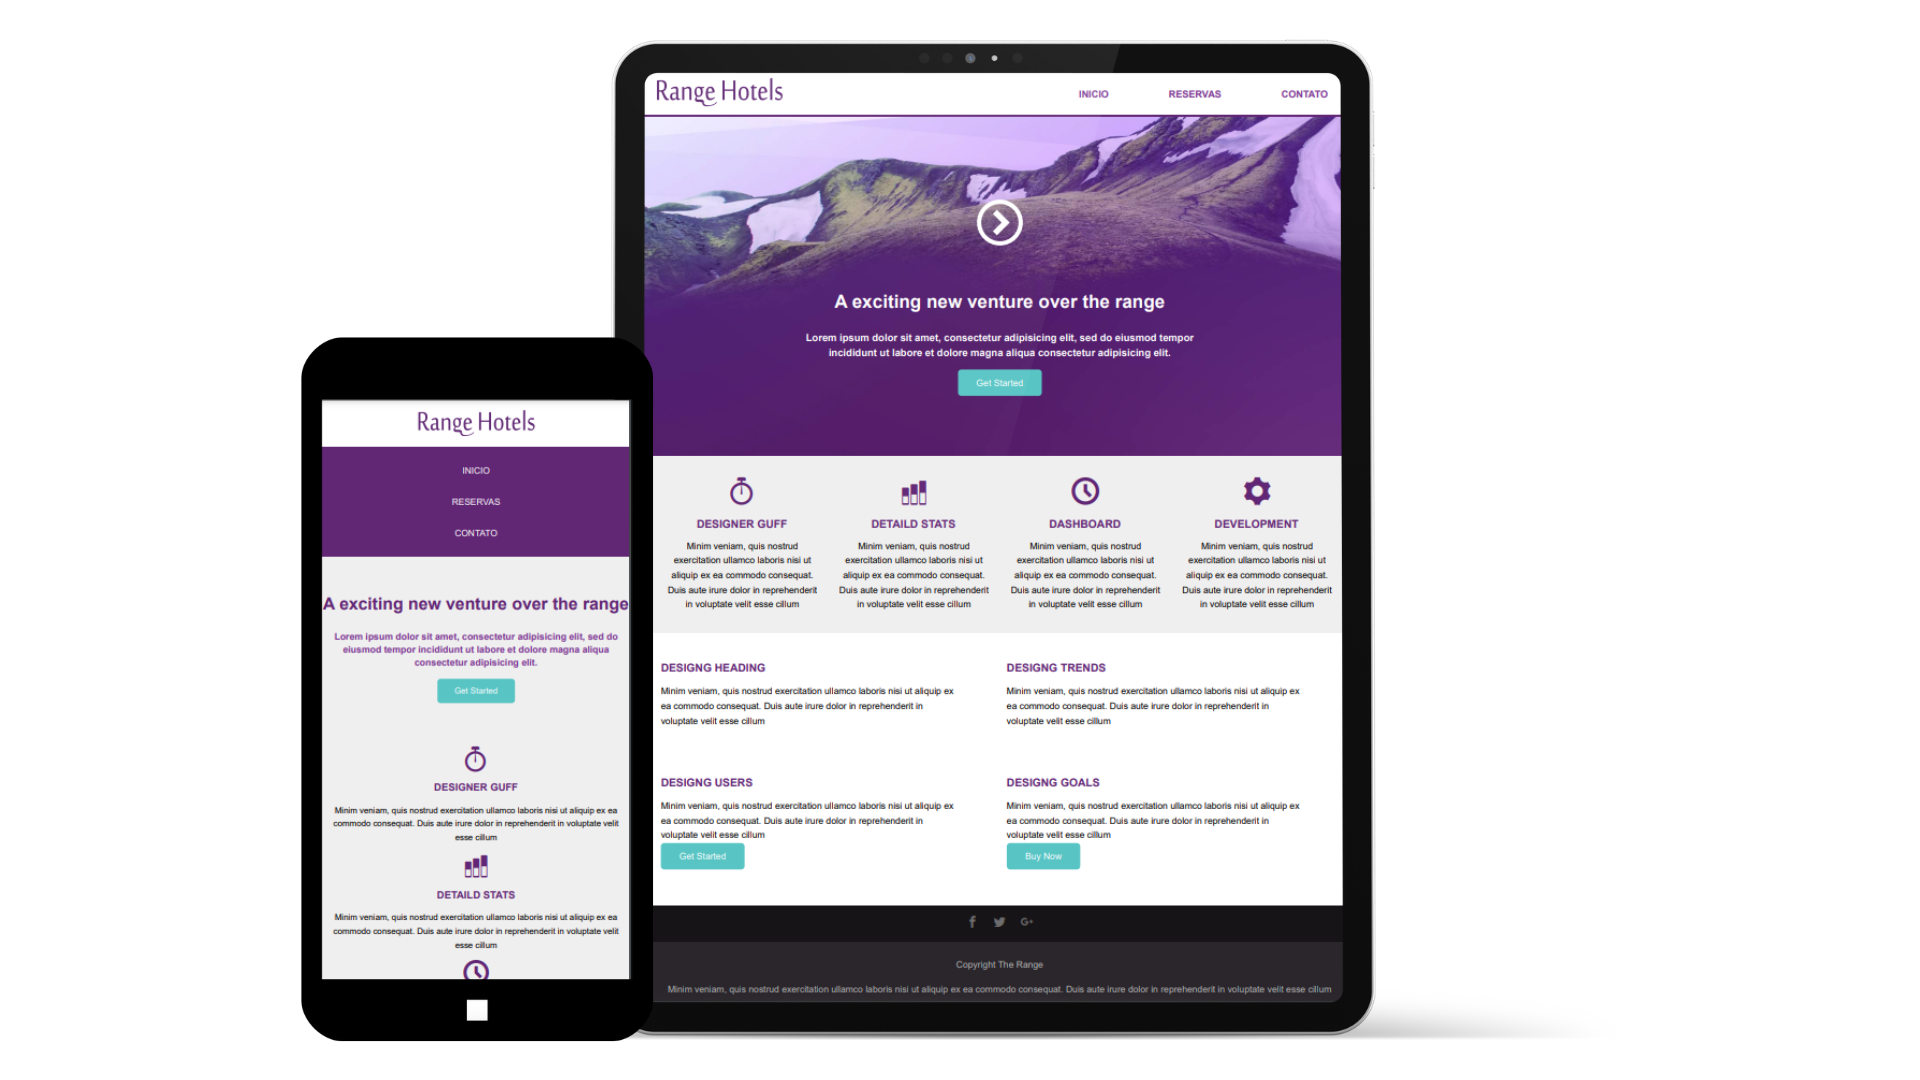 Range Hotels
INICIO
RESERVAS
CONTATO
A exciting new venture over the range
Lorem ipsum dolor sit amet, consectetur adipisicing elit, sed do eiusmod tempor
incididunt ut labore et dolore magna aliqua consectetur adipisicing elit.
Get Started
DESIGNER GUFF
Minim veniam, quis nostrud
exercitation ullamco laboris nisi ut
aliquip ex ea commodo consequat.
Duis aute irure dolor in reprehenderit
in voluptate velit esse cillum
DETAILD STATS
Minim veniam, quis nostrud
exercitation ullamco laboris nisi ut
aliquip ex ea commodo consequat.
Duis aute irure dolor in reprehenderit
in voluptate velit esse cillum
DASHBOARD
Minim veniam, quis nostrud
exercitation ullamco laboris nisi ut
aliquip ex ea commodo consequat.
Duis aute irure dolor in reprehenderit
in voluptate velit esse cillum
DEVELOPMENT
Minim veniam, quis nostrud
exercitation ullamco laboris nisi ut
aliquip ex ea commodo consequat.
Duis aute irure dolor in reprehenderit
in voluptate velit esse cillum
DESIGNG HEADING
Minim veniam, quis nostrud exercitation ullamco laboris nisi ut aliquip ex
ea commodo consequat. Duis aute irure dolor in reprehenderit in
voluptate velit esse cillum
DESIGNG TRENDS
Minim veniam, quis nostrud exercitation ullamco laboris nisi ut aliquip ex
ea commodo consequat. Duis aute irure dolor in reprehenderit in
voluptate velit esse cillum
DESIGNG USERS
Minim veniam, quis nostrud exercitation ullamco laboris nisi ut aliquip ex
ea commodo consequat. Duis aute irure dolor in reprehenderit in
voluptate velit esse cillum
Get Started
DESIGNG GOALS
Minim veniam, quis nostrud exercitation ullamco laboris nisi ut aliquip ex
ea commodo consequat. Duis aute irure dolor in reprehenderit in
voluptate velit esse cillum
Buy Now
G+
Copyright The Range
Minim veniam, quis nostrud exercitation ullamco laboris nisi ut aliquip ex ea commodo consequat. Duis aute irure dolor in reprehenderit in voluptate velit esse cillum
Range Hotels
INICIO
RESERVAS
CONTATO
A exciting new venture over the range
Lorem ipsum dolor sit amet, consectetur adipisicing elit, sed do
eiusmod tempor incididunt ut labore et dolore magna aliqua
consectetur adipisicing elit.
Get Started
DESIGNER GUFF
Minim veniam, quis nostrud exercitation ullamco laboris nisi ut aliquip ex ea
commodo consequat. Duis aute irure dolor in reprehenderit in voluptate velit
esse cillum
DETAILD STATS
Minim veniam, quis nostrud exercitation ullamco laboris nisi ut aliquip ex ea
commodo consequat. Duis aute irure dolor in reprehenderit in voluptate velit
esse cillum